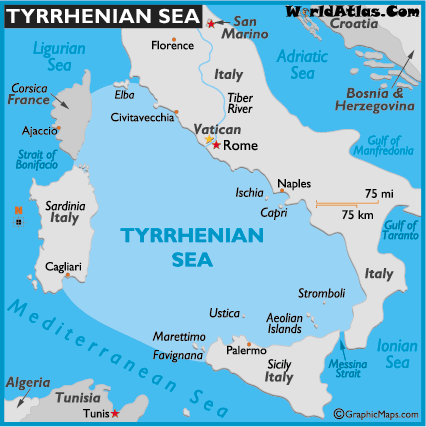 TYRRHENIAN SEA
WorldAtlas.Com
San
Marino
Croatia
Florence
Ligurian
Sea
Italy
Adriatic
Sea
Bosnia &
Herzegovina
Corsica
France
Elba
Tiber
River
Civitavecchia
Ajaccio
Vatican
Rome
Gulf of
Manfredonia
Strait of
Bonifacio
Ischia
Naples
75 mi
75 km
Sardinia
Italy
Capri
Gulf of
Taranto
TYRRHENIAN
SEA
Cagliari
Italy
Stromboli
Mediterranean Sea
Ustica
Aeolian
Islands
Marettimo
Favignana
Palermo
Ionian
Sea
Messina
Strait
Sicily
Italy
Algeria
Tunisia
Tunis
©GraphicMaps.com